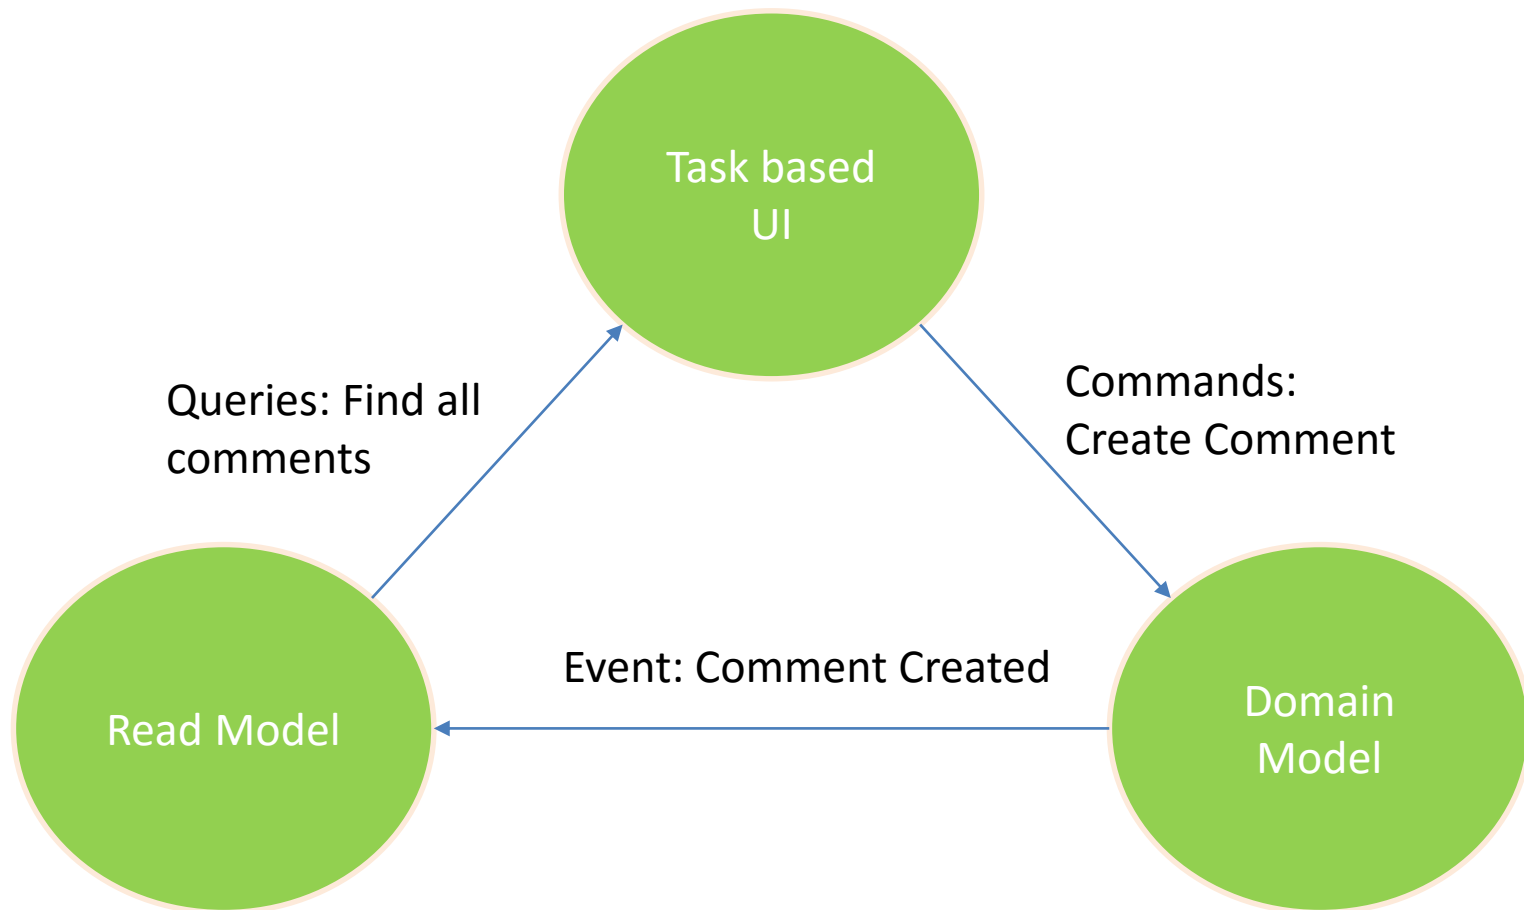 Task based
UI
Queries: Find all
comments
Commands:
Create Comment
Event: Comment Created
Read Model
Domain
Model